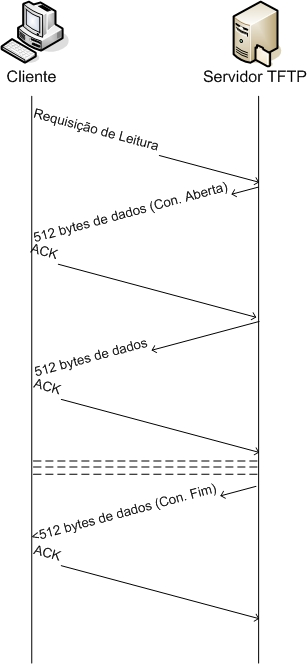 Cliente
Servidor TFTP
Requisição de Leitura
512 bytes de dados (Con. Aberta)
ACK
512 bytes de dados
ACK
<512 bytes de dados (Con. Fim)
ACK